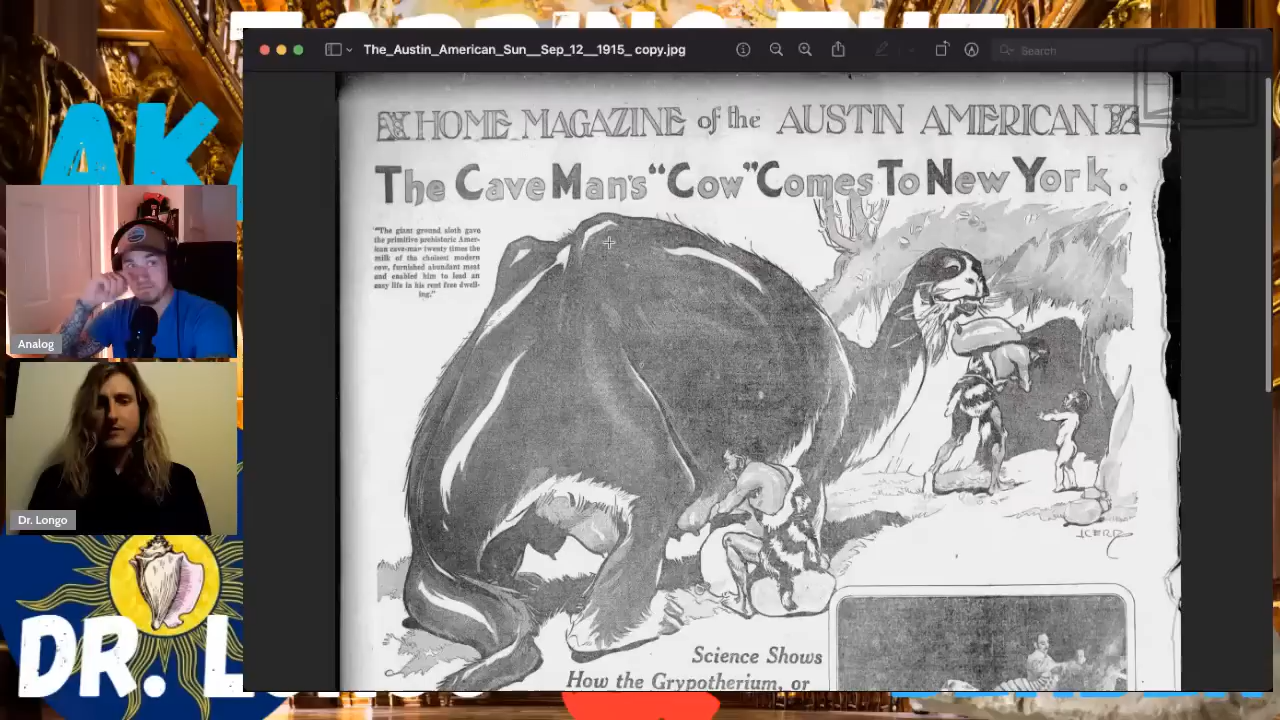 AKA
The_Austin_American_Sun__Sep_12__1915_ copy.jpg
Search
HOME MAGAZINE of the AUSTIN AMERICAN
The Cave Man's "Cow" Comes To New York.
"The giant ground sloth gave
the primitive prehistoric Amer-
ican cave-man twenty times the
milk of the choicest modern
cow, furnished abundant meat
and enabled him to lead an
easy life in his rent free dwell-
ing."
Analog
Dr. Longo
Science Shows
How the Grypotherium, or
DR. L